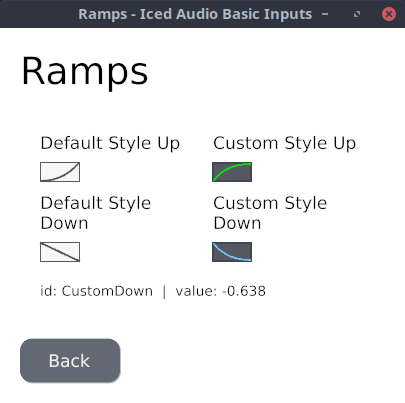 Ramps - Iced Audio Basic Inputs
Ramps
Default Style Up
Custom Style Up
Default Style
Down
Custom Style
Down
id: CustomDown | value: -0.638
Back